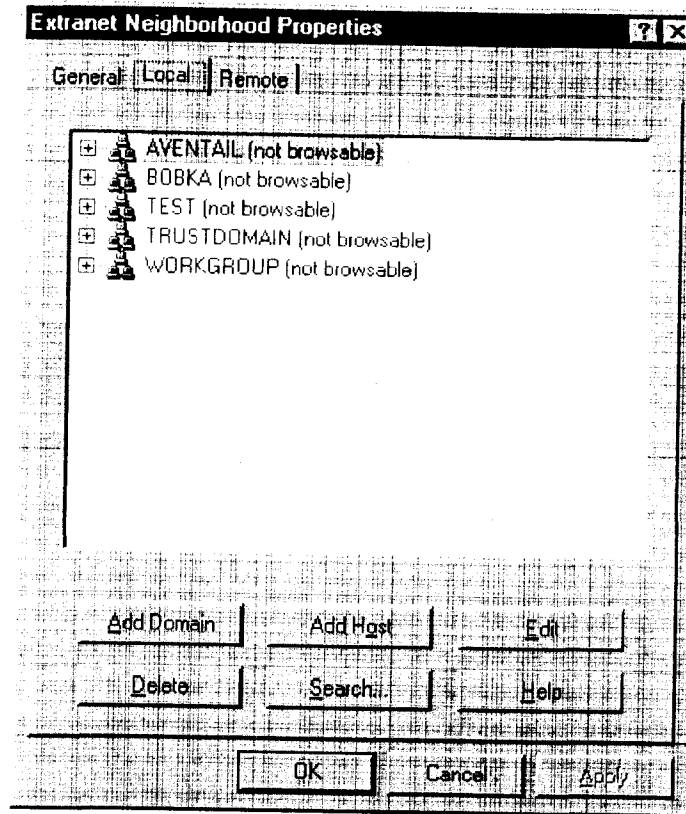 Extranet Neighborhood Properties
General Local Remote
AVENTAIL (not browsable)
BOBKA (not browsable)
TEST (not browsable)
TRUSTDOMAIN (not browsable)
WORKGROUP (not browsable)
Add Domain Add Host Edit
Delete Search... Help
OK Cancel Apply